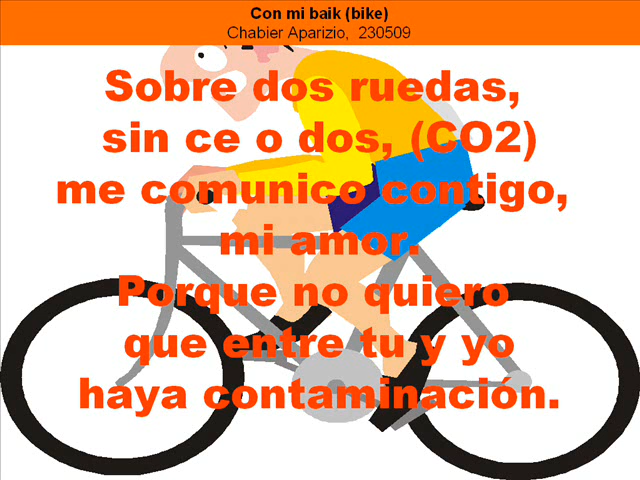 Con mi baik (bike)
Chabier Aparizio, 230509
Sobre dos ruedas,
sin ce o dos, (CO2)
me comunico contigo,
mi amor.
Porque no quiero
que entre tu y yo
haya contaminación.